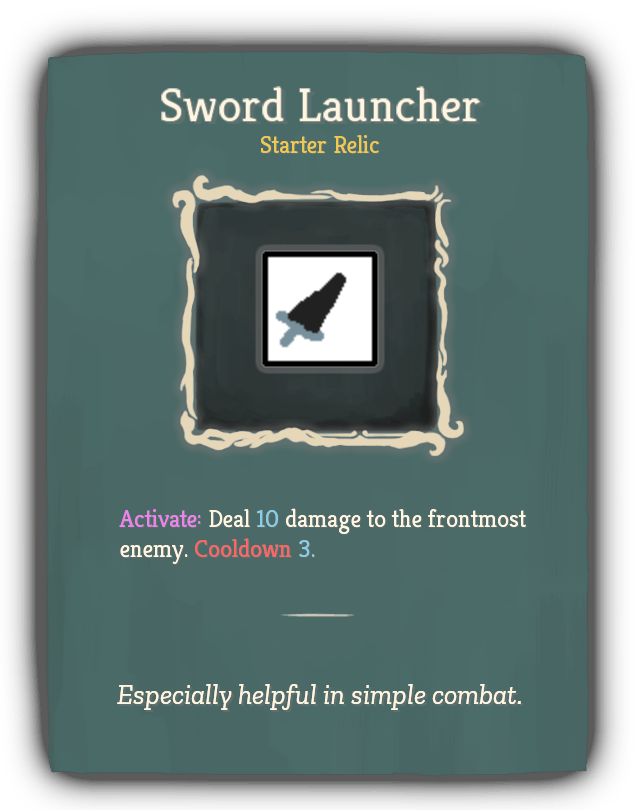 Sword Launcher
Starter Relic
Activate: Deal 10 damage to the frontmost
enemy. Cooldown 3.
Especially helpful in simple combat.